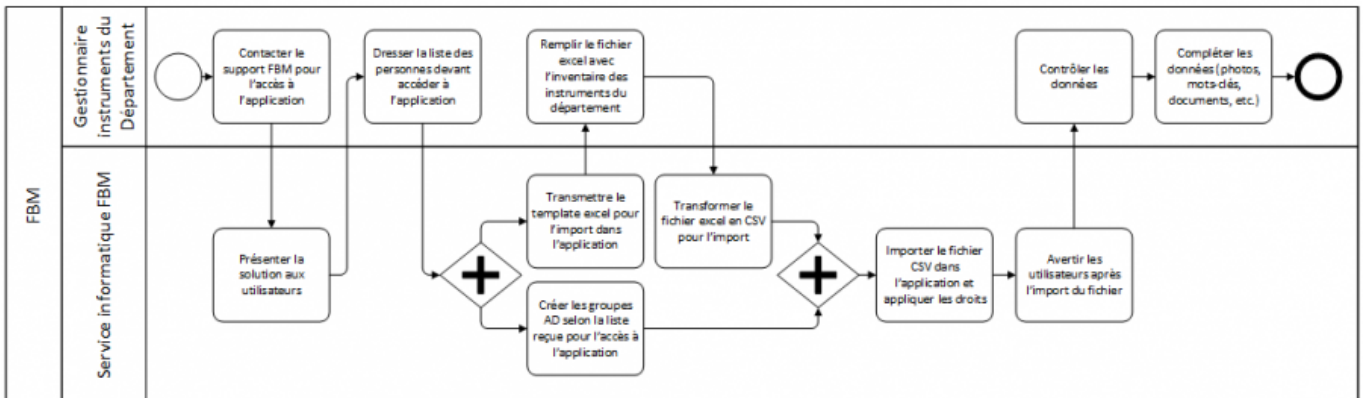 FBM
Gestionnaire
instruments du
Département
Contacter le
support FBM pour
l'accès à
l'application
Dresser la liste des
personnes devant
accéder à
l'application
Remplir le fichier
excel avec
l'inventaire des
instruments du
département
Contrôler les
données
Compléter les
données (photos,
mots-clés,
documents, etc.)
Service informatique FBM
Présenter la
solution aux
utilisateurs
Transmettre le
template excel pour
l'import dans
l'application
Créer les groupes
AD selon la liste
reçue pour l'accès à
l'application
Transformer le
fichier excel en CSV
pour l'import
Importer le fichier
CSV dans
l'application et
appliquer les droits
Avertir les
utilisateurs après
l'import du fichier